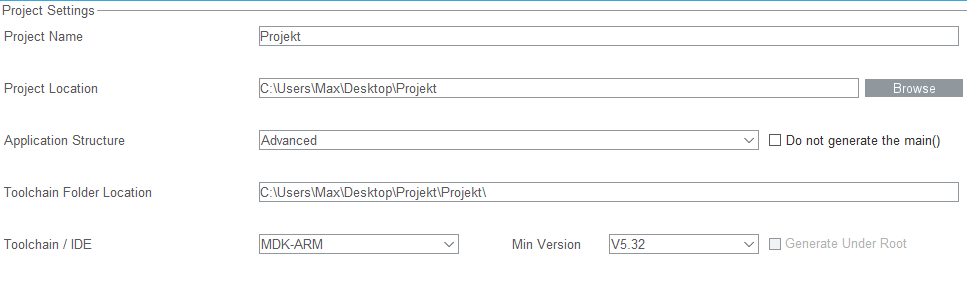 Project Settings
Project Name Projekt
Project Location C:\Users\Max\Desktop\Projekt Browse
Application Structure Advanced Do not generate the main()
Toolchain Folder Location C:\Users\Max\Desktop\Projekt\Projekt\
Toolchain / IDE MDK-ARM Min Version V5.32 Generate Under Root